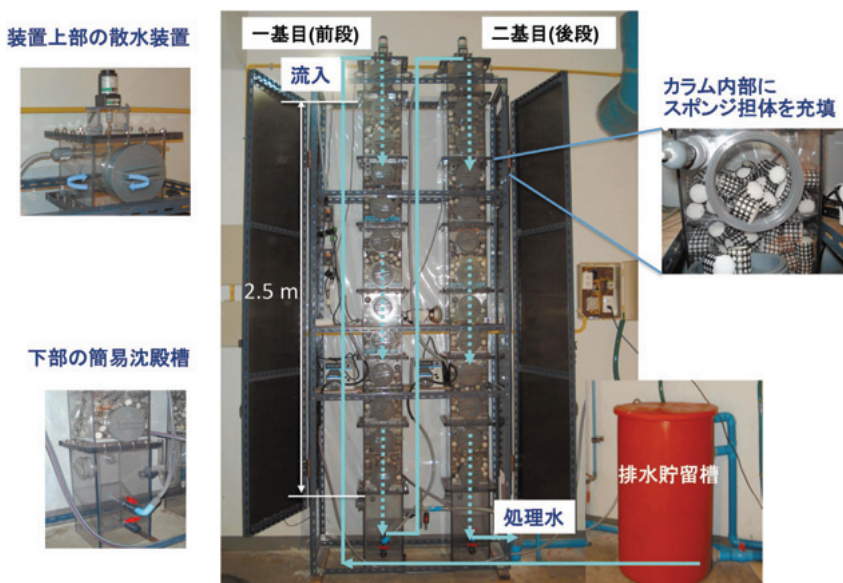 装置上部の散水装置
一基目(前段)
二基目(後段)
流入
カラム内部に
スポンジ担体を充填
2.5 m
下部の簡易沈殿槽
排水貯留槽
処理水